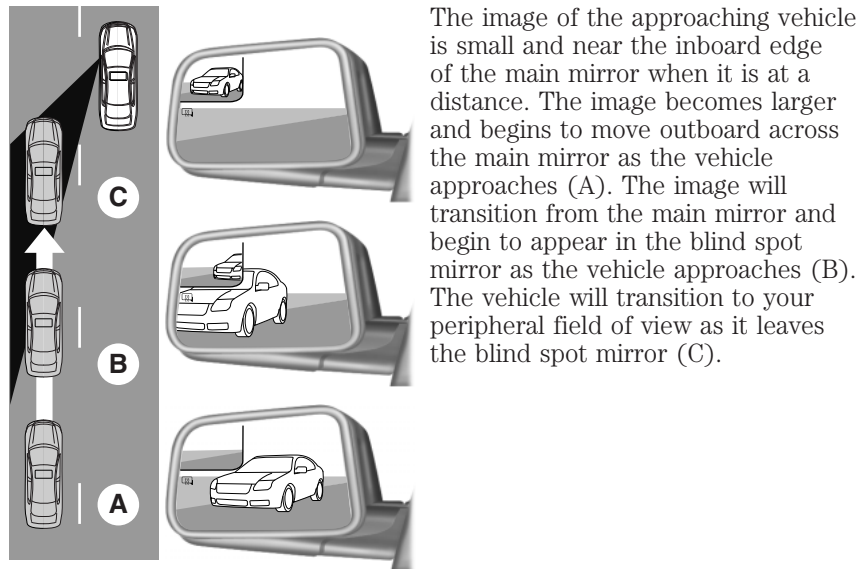 The image of the approaching vehicle
is small and near the inboard edge
of the main mirror when it is at a
distance. The image becomes larger
and begins to move outboard across
the main mirror as the vehicle
approaches (A). The image will
transition from the main mirror and
begin to appear in the blind spot
mirror as the vehicle approaches (B).
The vehicle will transition to your
peripheral field of view as it leaves
the blind spot mirror (C).
C
B
A